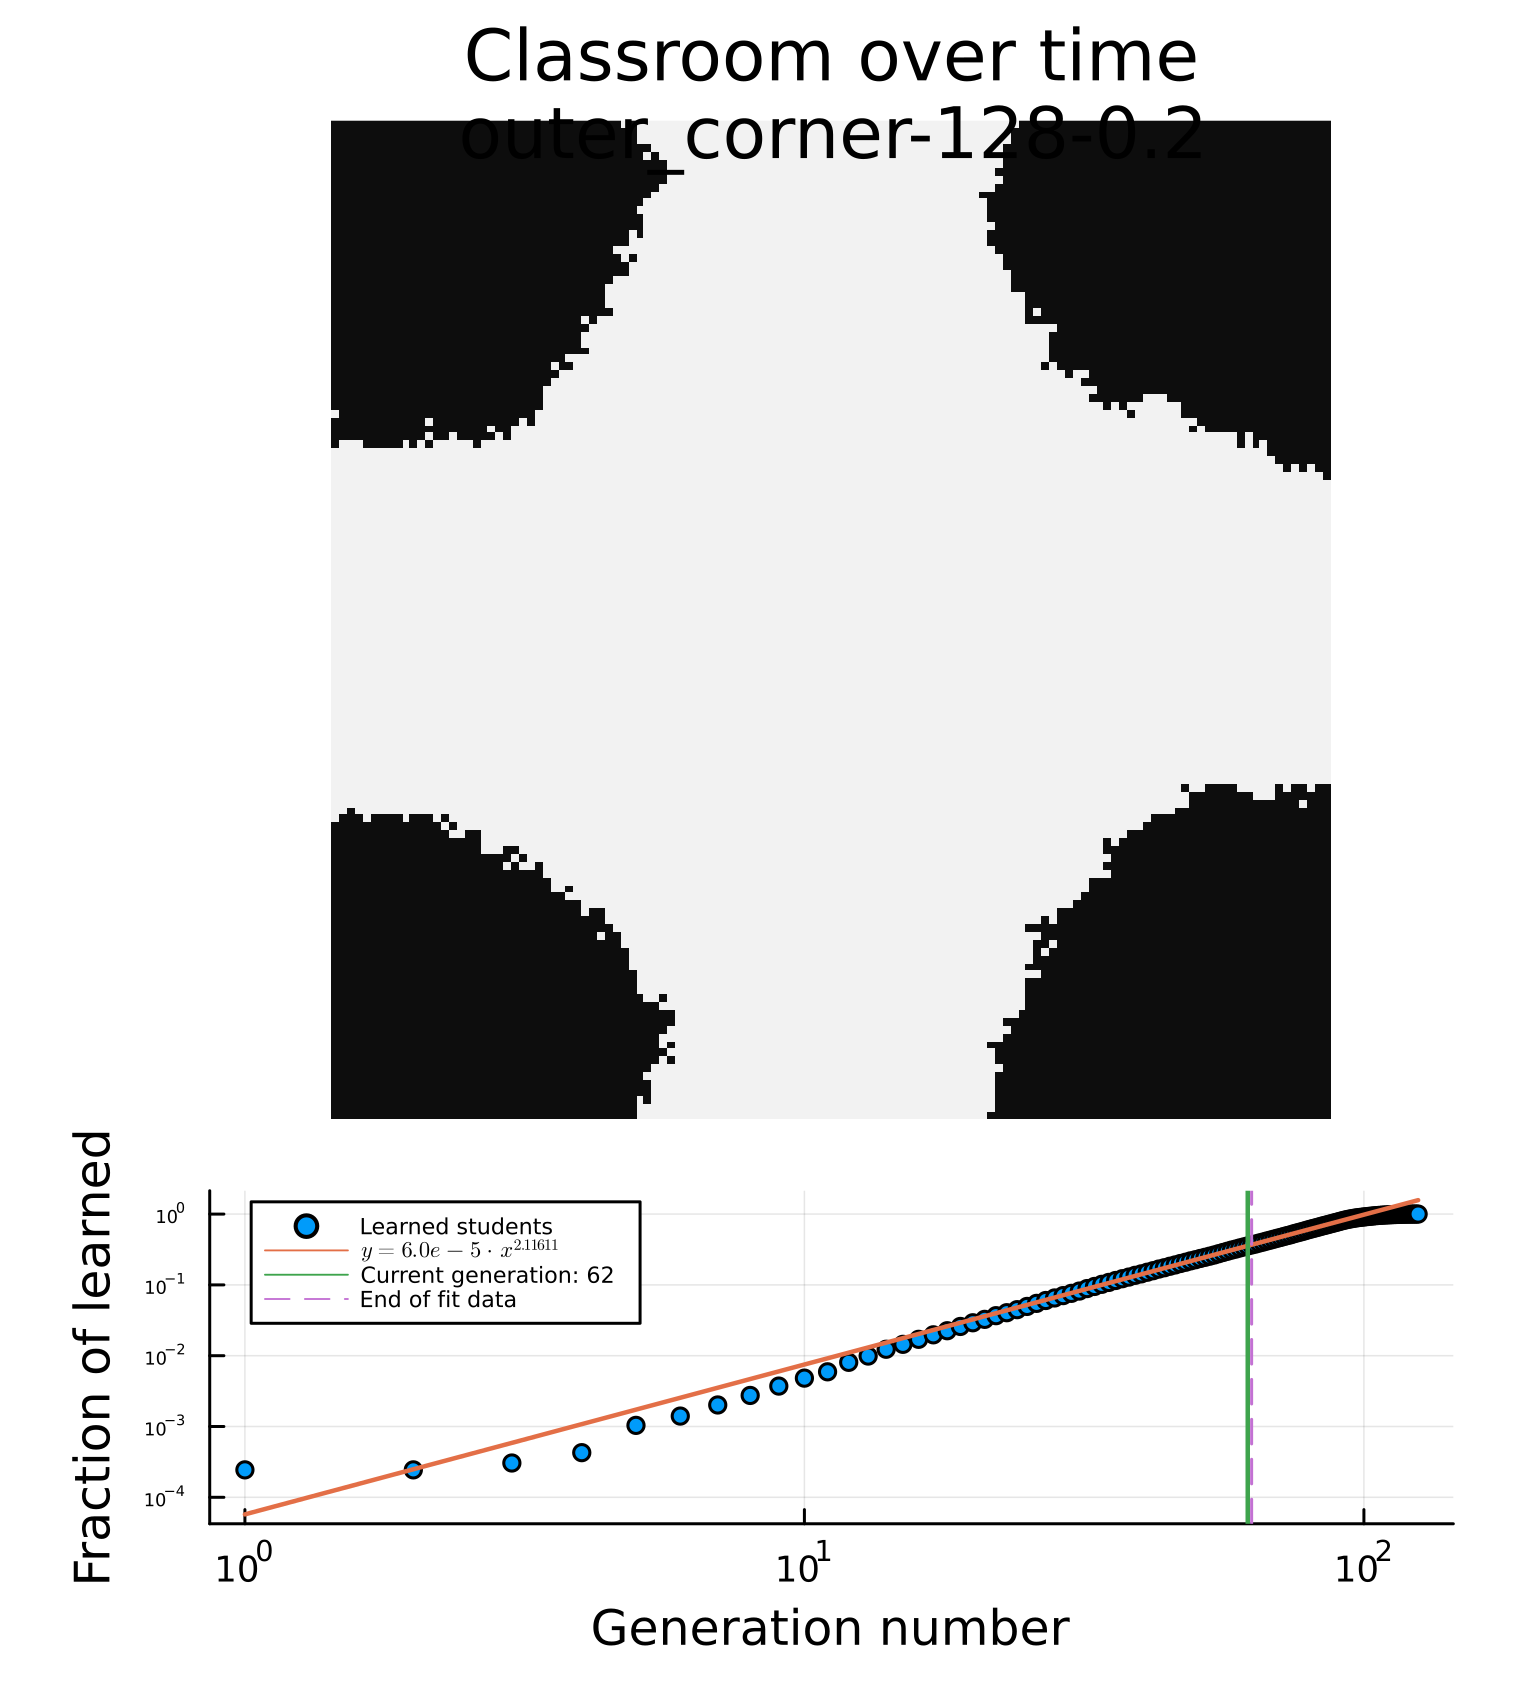 Classroom over time
outer_corner-128-0.2
Fraction of learned
10^0
10^−1
10^−2
10^−3
10^−4
Learned students
y = 6.0e − 5 · x^2.11611
Current generation: 62
End of fit data
10^0 10^1 10^2
Generation number